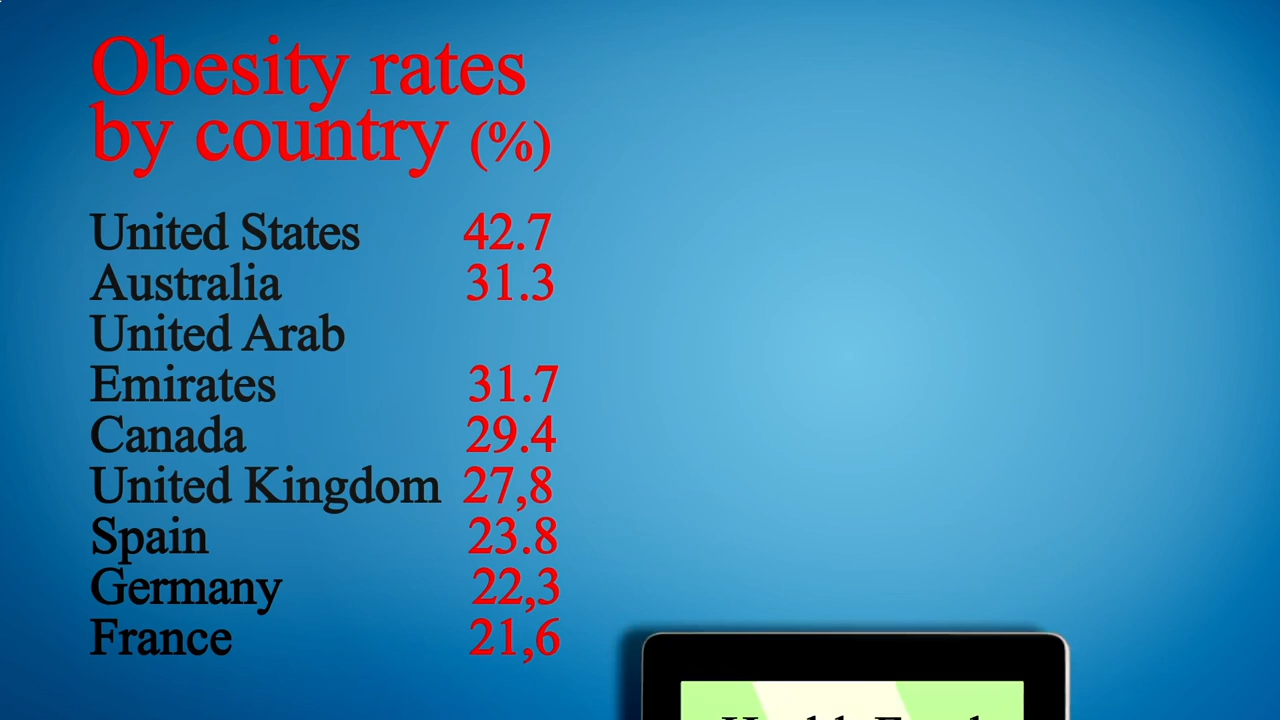 Obesity rates
by country (%)
United States 42.7
Australia 31.3
United Arab
Emirates 31.7
Canada 29.4
United Kingdom 27,8
Spain 23.8
Germany 22,3
France 21,6